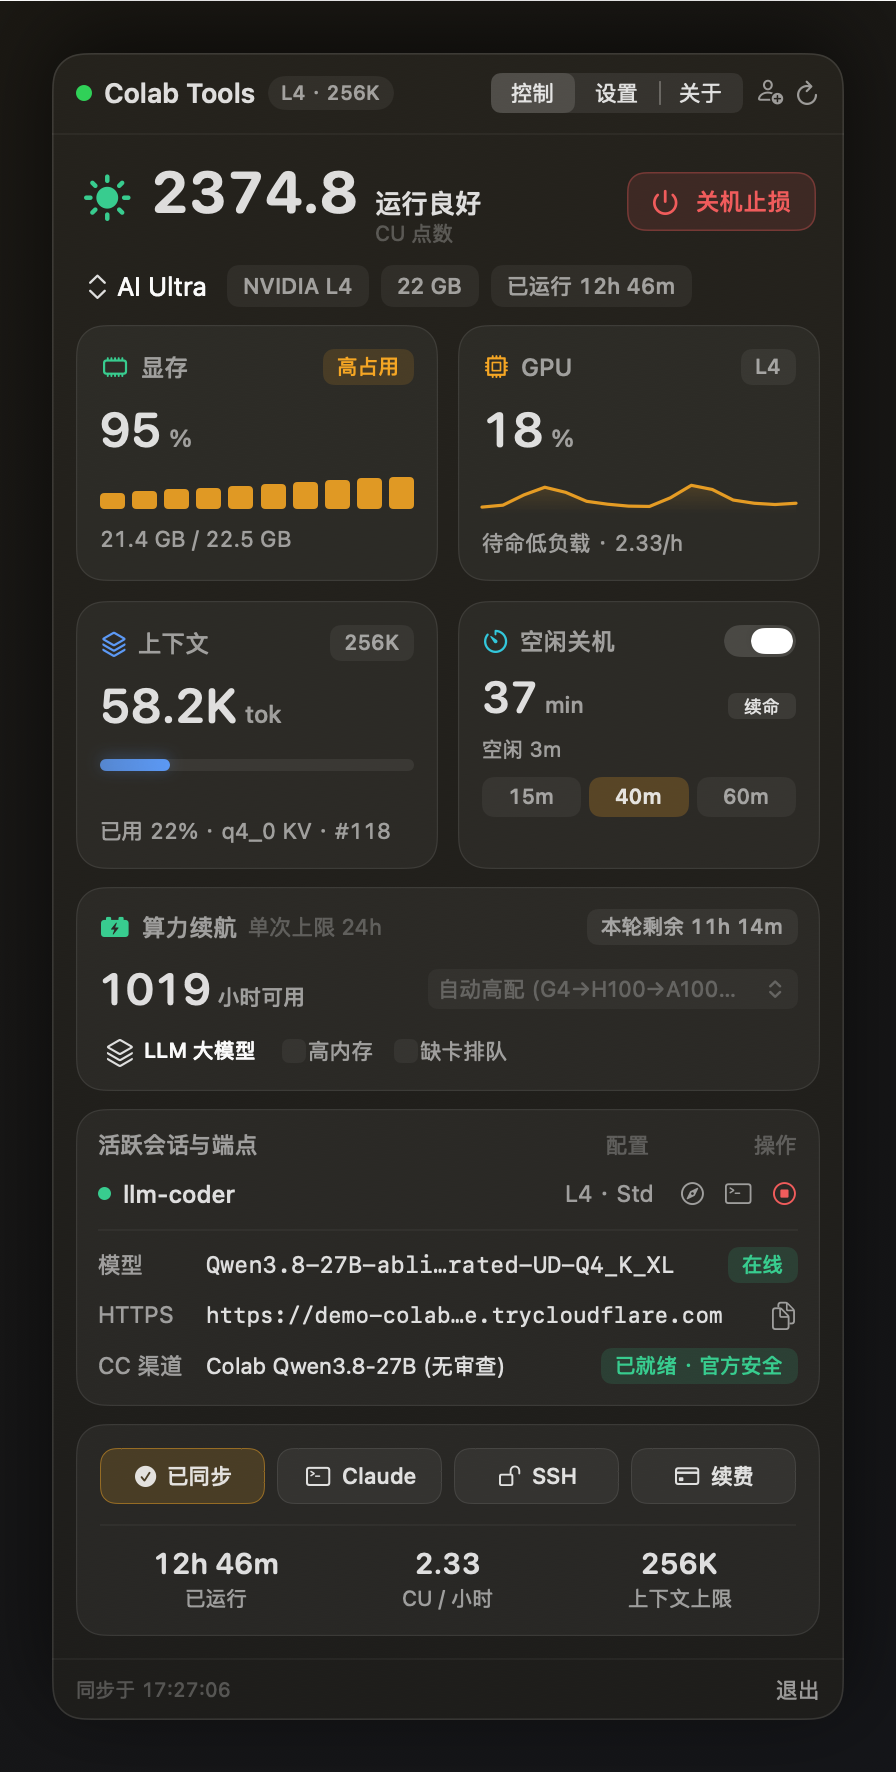 Colab Tools L4 · 256K 控制 设置 关于
2374.8 运行良好 关机止损
CU 点数
AI Ultra NVIDIA L4 22 GB 已运行 12h 46m
显存 高占用
95 %
21.4 GB / 22.5 GB
GPU L4
18 %
待命低负载 · 2.33/h
上下文 256K
58.2K tok
已用 22% · q4_0 KV · #118
空闲关机
37 min 续命
空闲 3m
15m 40m 60m
算力续航 单次上限 24h 本轮剩余 11h 14m
1019 小时可用 自动高配 (G4→H100→A100...
LLM 大模型 高内存 缺卡排队
活跃会话与端点 配置 操作
llm-coder L4 · Std
模型 Qwen3.8-27B-abli…rated-UD-Q4_K_XL 在线
HTTPS https://demo-colab…e.trycloudflare.com
CC 渠道 Colab Qwen3.8-27B (无审查) 已就绪 · 官方安全
已同步 Claude SSH 续费
12h 46m 2.33 256K
已运行 CU / 小时 上下文上限
同步于 17:27:06 退出